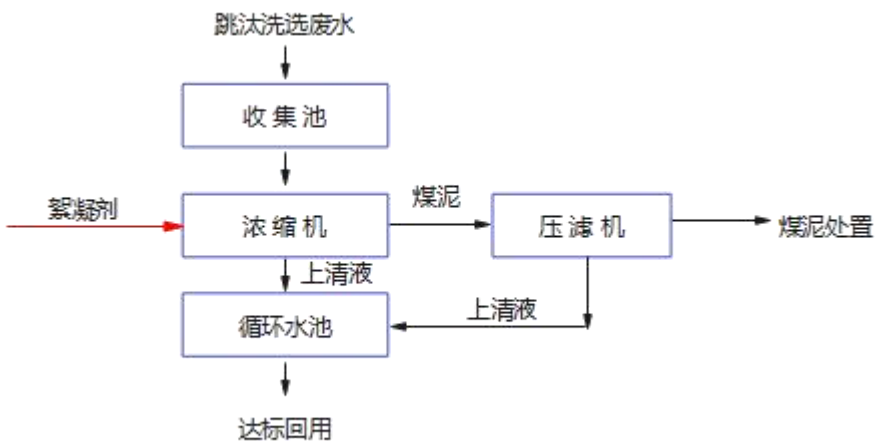 跳汰洗选废水
收集池
絮凝剂
浓缩机
煤泥
压滤机
煤泥处置
上清液
循环水池
上清液
达标回用